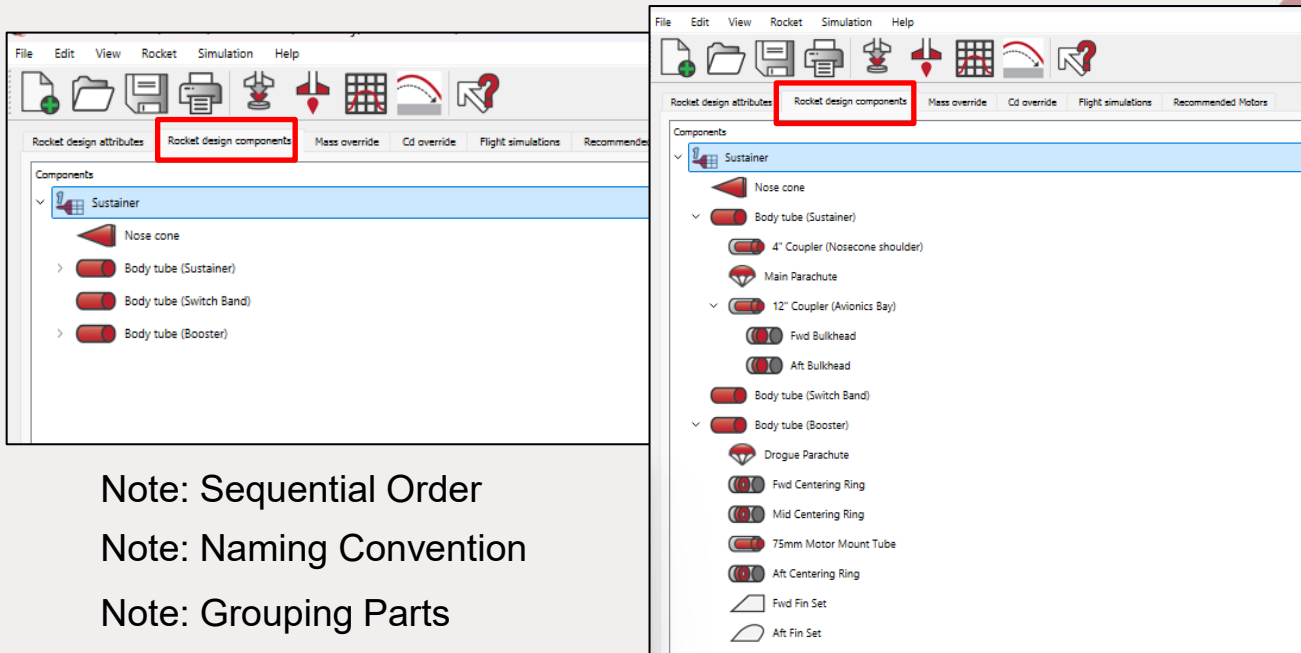 File Edit View Rocket Simulation Help
Rocket design attributes Rocket design components Mass override Cd override Flight simulations Recommended
Components
Sustainer
Nose cone
Body tube (Sustainer)
Body tube (Switch Band)
Body tube (Booster)
Note: Sequential Order
Note: Naming Convention
Note: Grouping Parts
File Edit View Rocket Simulation Help
Rocket design attributes Rocket design components Mass override Cd override Flight simulations Recommended Motors
Components
Sustainer
Nose cone
Body tube (Sustainer)
4" Coupler (Nosecone shoulder)
Main Parachute
12" Coupler (Avionics Bay)
Fwd Bulkhead
Aft Bulkhead
Body tube (Switch Band)
Body tube (Booster)
Drogue Parachute
Fwd Centering Ring
Mid Centering Ring
75mm Motor Mount Tube
Aft Centering Ring
Fwd Fin Set
Aft Fin Set